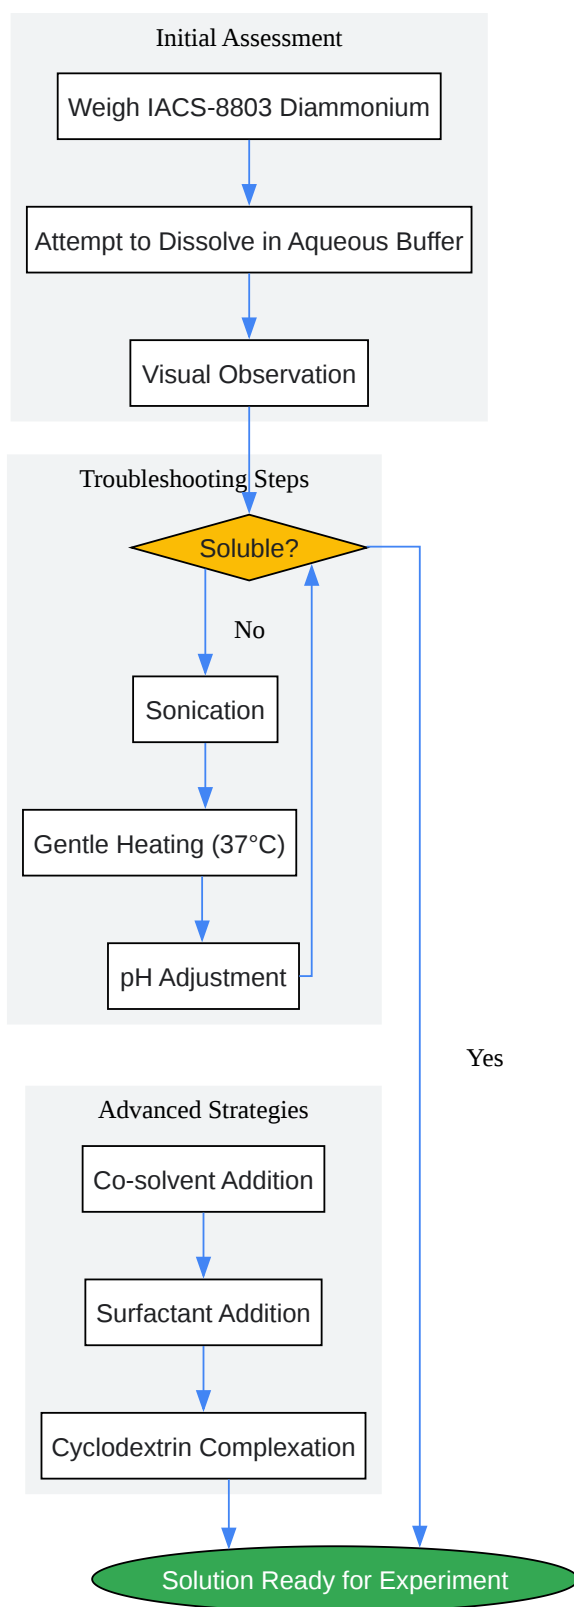 Initial Assessment
Weigh IACS-8803 Diammonium
Attempt to Dissolve in Aqueous Buffer
Visual Observation
Troubleshooting Steps
Soluble?
No
Sonication
Gentle Heating (37°C)
pH Adjustment
Yes
Advanced Strategies
Co-solvent Addition
Surfactant Addition
Cyclodextrin Complexation
Solution Ready for Experiment